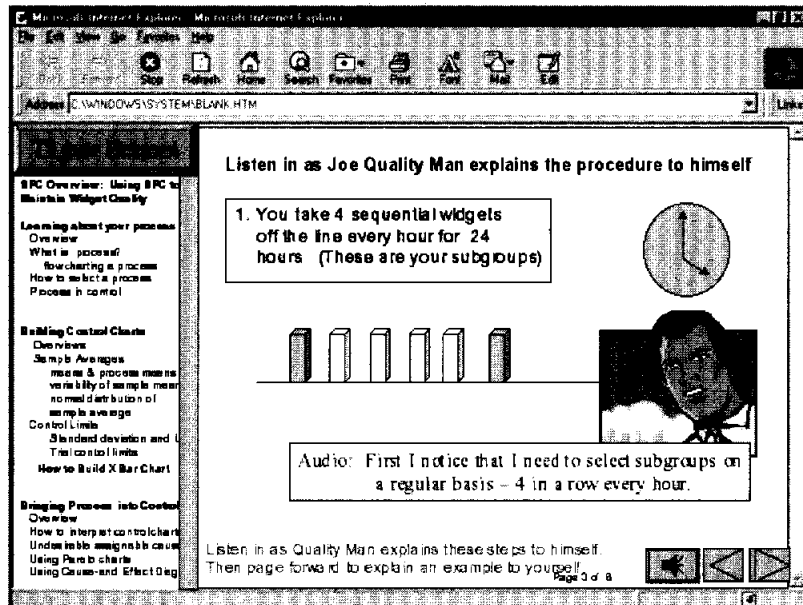 Microsoft Internet Explorer Microsoft Internet Explorer
File Edit View Go Favorites Help
Stop Refresh Home Search Favorites Print Font Mail Edit
Address C:\WINDOWS\SYSTEM\BLANK.HTM Links
Listen in as Joe Quality Man explains the procedure to himself
SPC Overview: Using SPC to
Maintain Widget Quality
Learning about your process
Overview
What is process?
flowcharting a process
How to select a process
Process in control
Building Control Charts
Overviews
Sample Averages
means & process means
variability of sample mean
normal distribution of
sample average
Control Limits
Standard deviation and
Trial control limits
How to Build X Bar Chart
Bringing Process into Control
Overview
How to interpret control chart
Undesirable assignable cause
Using Pareto charts
Using Cause-and Effect Diag
1. You take 4 sequential widgets
off the line every hour for 24
hours (These are your subgroups)
Audio: First I notice that I need to select subgroups on
a regular basis – 4 in a row every hour.
Listen in as Quality Man explains these steps to himself.
Then page forward to explain an example to yourself.
Page 3 of 8